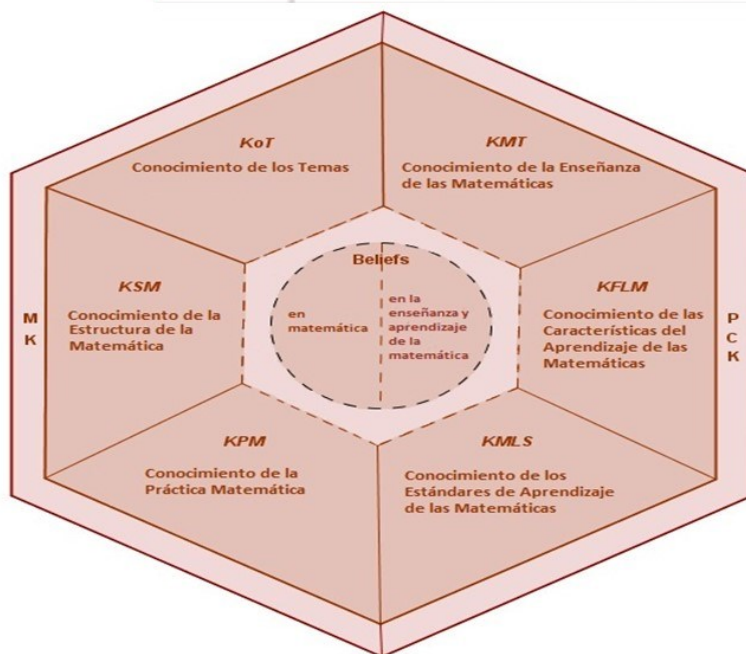 KoT
Conocimiento de los Temas
KMT
Conocimiento de la Enseñanza
de las Matemáticas
MK
KSM
Conocimiento de la
Estructura de la
Matemática
Beliefs
en
matemática
en la
enseñanza y
aprendizaje
de la
matemática
KFLM
Conocimiento de las
Características del
Aprendizaje de las
Matemáticas
PCK
KPM
Conocimiento de la
Práctica Matemática
KMLS
Conocimiento de los
Estándares de Aprendizaje
de las Matemáticas